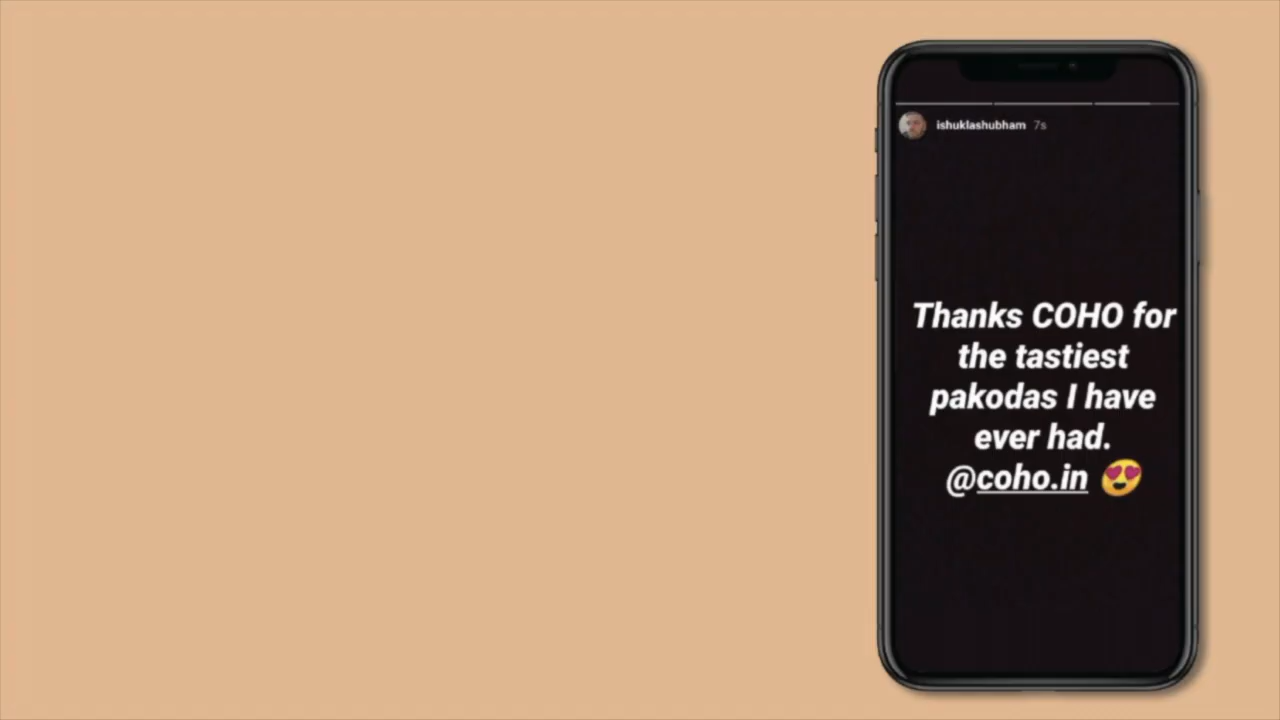 ishuklashubham 7s
Thanks COHO for
the tastiest
pakodas I have
ever had.
@coho.in 😍